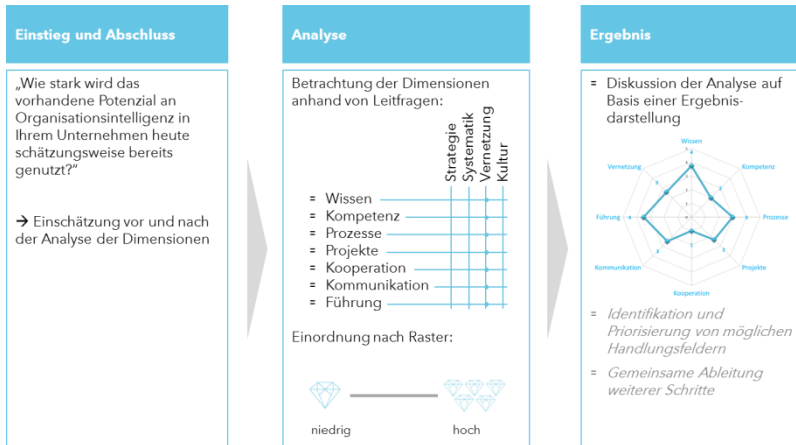 Einstieg und Abschluss
„Wie stark wird das
vorhandene Potenzial an
Organisationsintelligenz in
Ihrem Unternehmen heute
schätzungsweise bereits
genutzt?“
→ Einschätzung vor und nach
der Analyse der Dimensionen
Analyse
Betrachtung der Dimensionen
anhand von Leitfragen:
Strategie
Systematik
Vernetzung
Kultur
= Wissen
= Kompetenz
= Prozesse
= Projekte
= Kooperation
= Kommunikation
= Führung
Einordnung nach Raster:
niedrig
hoch
Ergebnis
= Diskussion der Analyse auf
Basis einer Ergebnis-
darstellung
Wissen
Vernetzung
Kompetenz
Führung
Prozesse
Kommunikation
Projekte
Kooperation
= Identifikation und
Priorisierung von möglichen
Handlungsfeldern
= Gemeinsame Ableitung
weiterer Schritte